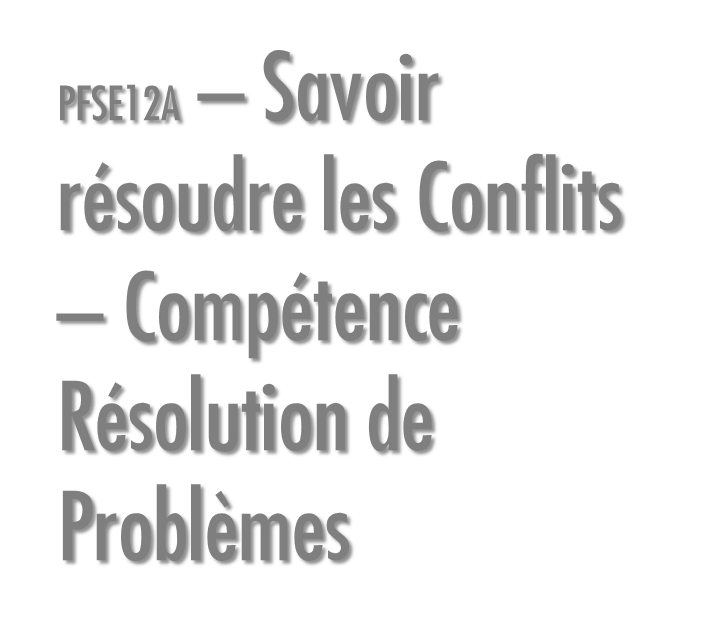 PFSE12A – Savoir
résoudre les Conflits
– Compétence
Résolution de
Problèmes